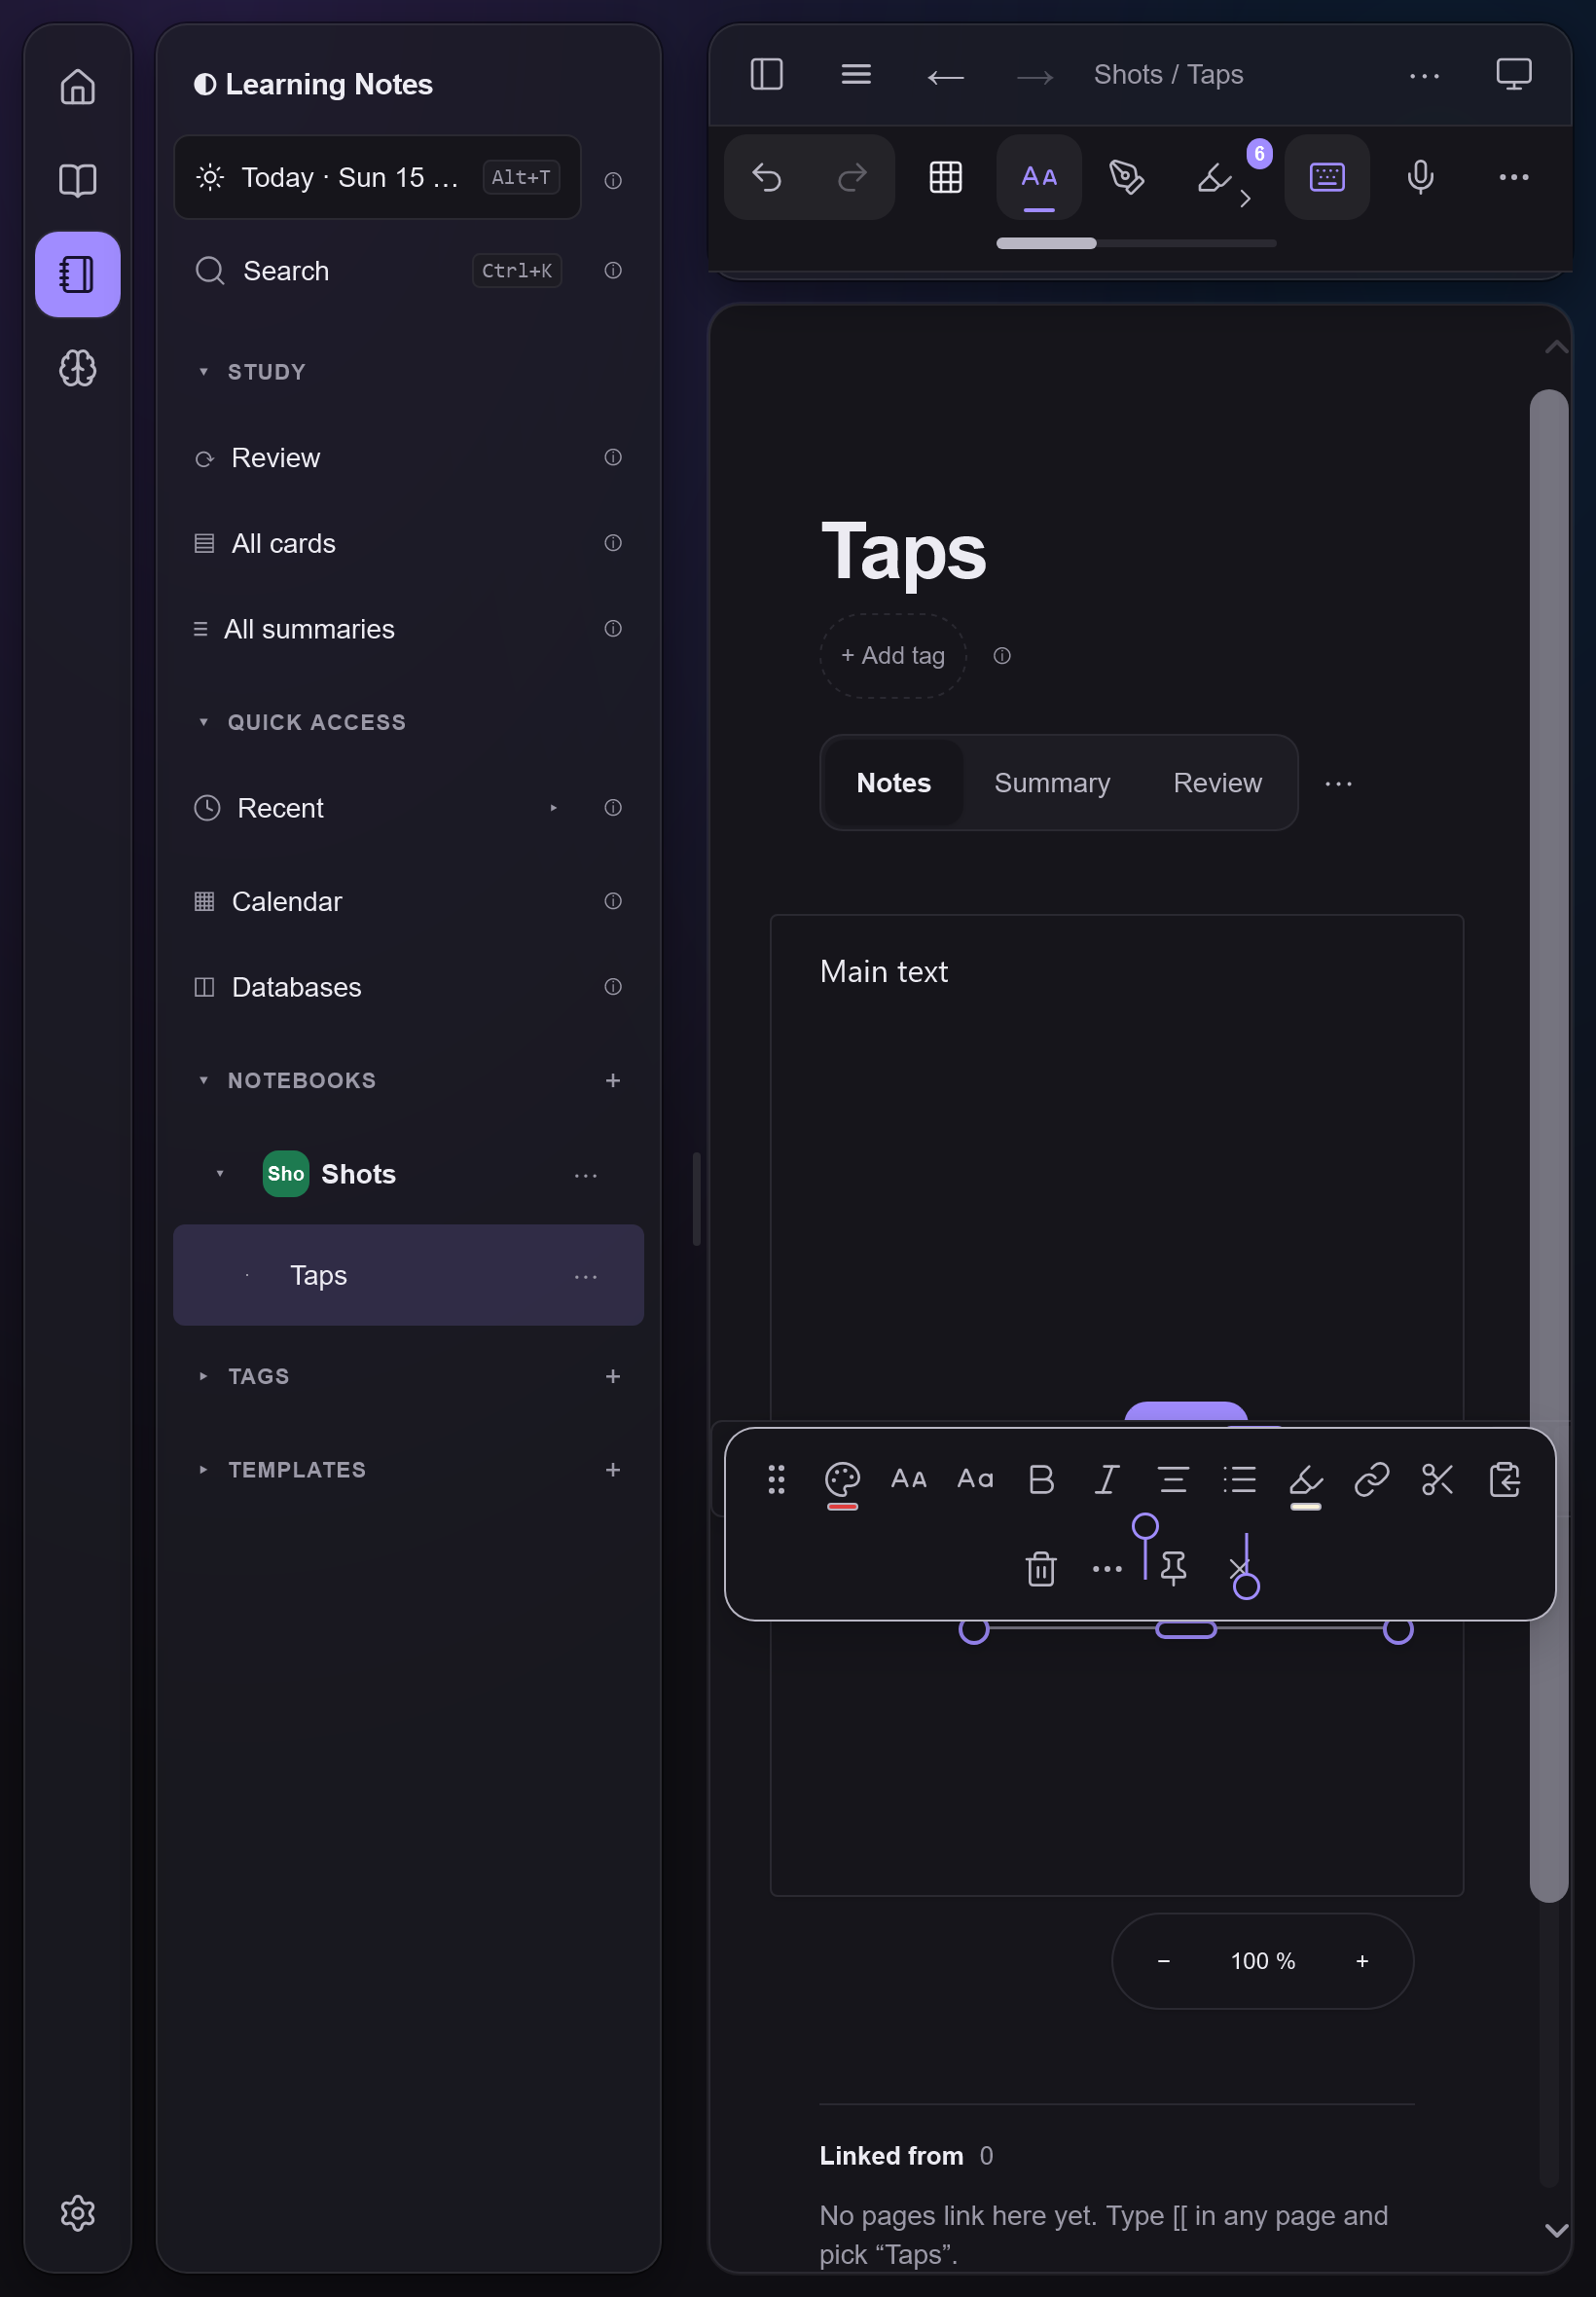 Learning Notes
Today · Sun 15 ... Alt+T
Search Ctrl+K
STUDY
Review
All cards
All summaries
QUICK ACCESS
Recent
Calendar
Databases
NOTEBOOKS
Sho Shots
Taps
TAGS
TEMPLATES
Shots / Taps
6
Taps
+ Add tag
Notes Summary Review
Main text
− 100 % +
Linked from 0
No pages link here yet. Type [[ in any page and
pick “Taps”.